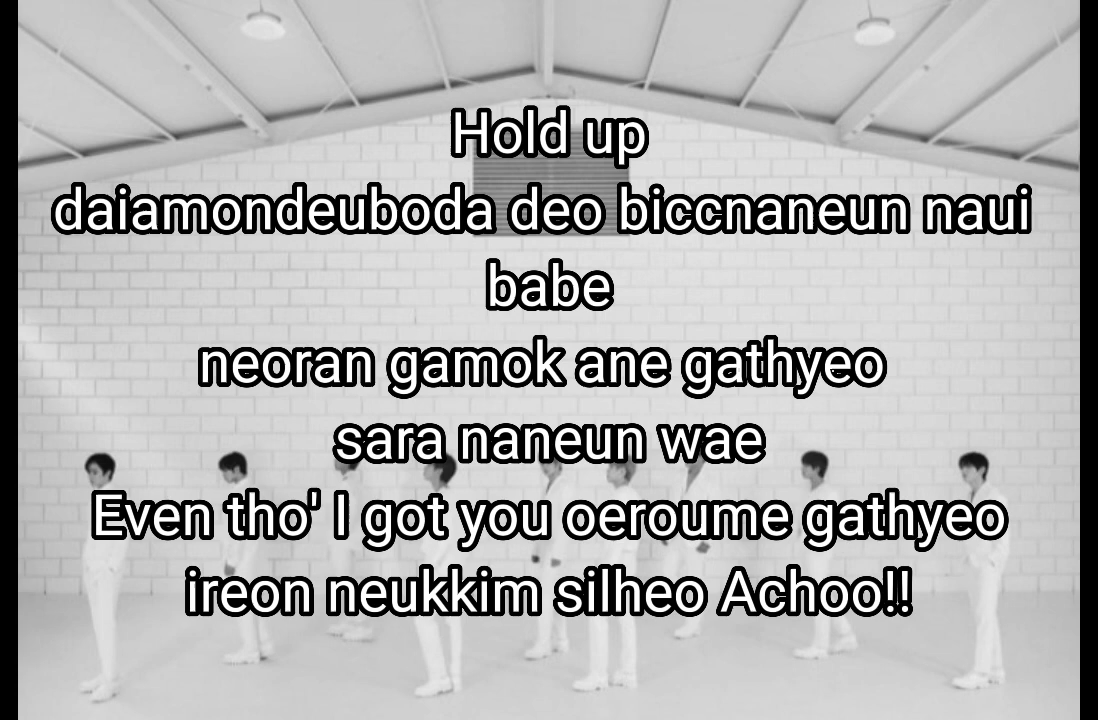 Hold up
daiamondeuboda deo biccnaneun naui
babe
neoran gamok ane gathyeo
sara naneun wae
Even tho' I got you oeroume gathyeo
ireon neukkim silheo Achoo!!